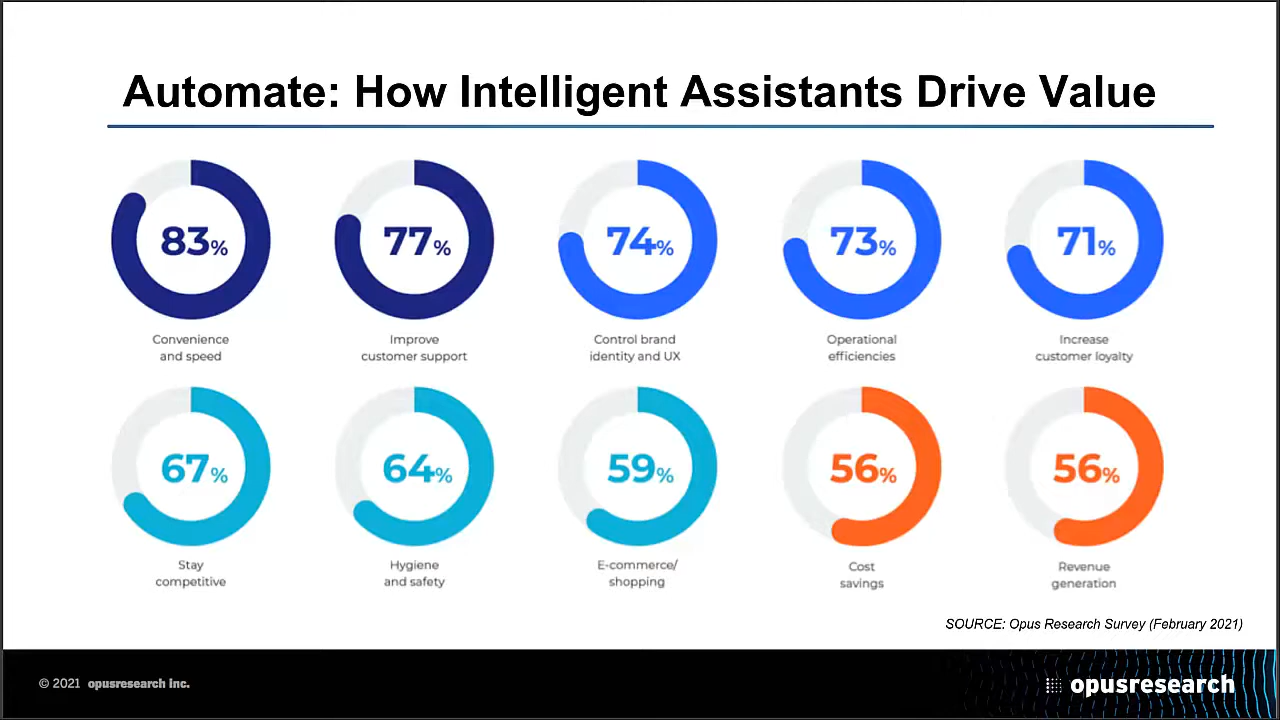 Automate: How Intelligent Assistants Drive Value
83%
77%
74%
73%
71%
Convenience
and speed
Improve
customer support
Control brand
identity and UX
Operational
efficiencies
Increase
customer loyalty
67%
64%
59%
56%
56%
Stay
competitive
Hygiene
and safety
E-commerce/
shopping
Cost
savings
Revenue
generation
SOURCE: Opus Research Survey (February 2021)
© 2021 opusresearch Inc.
opusresearch